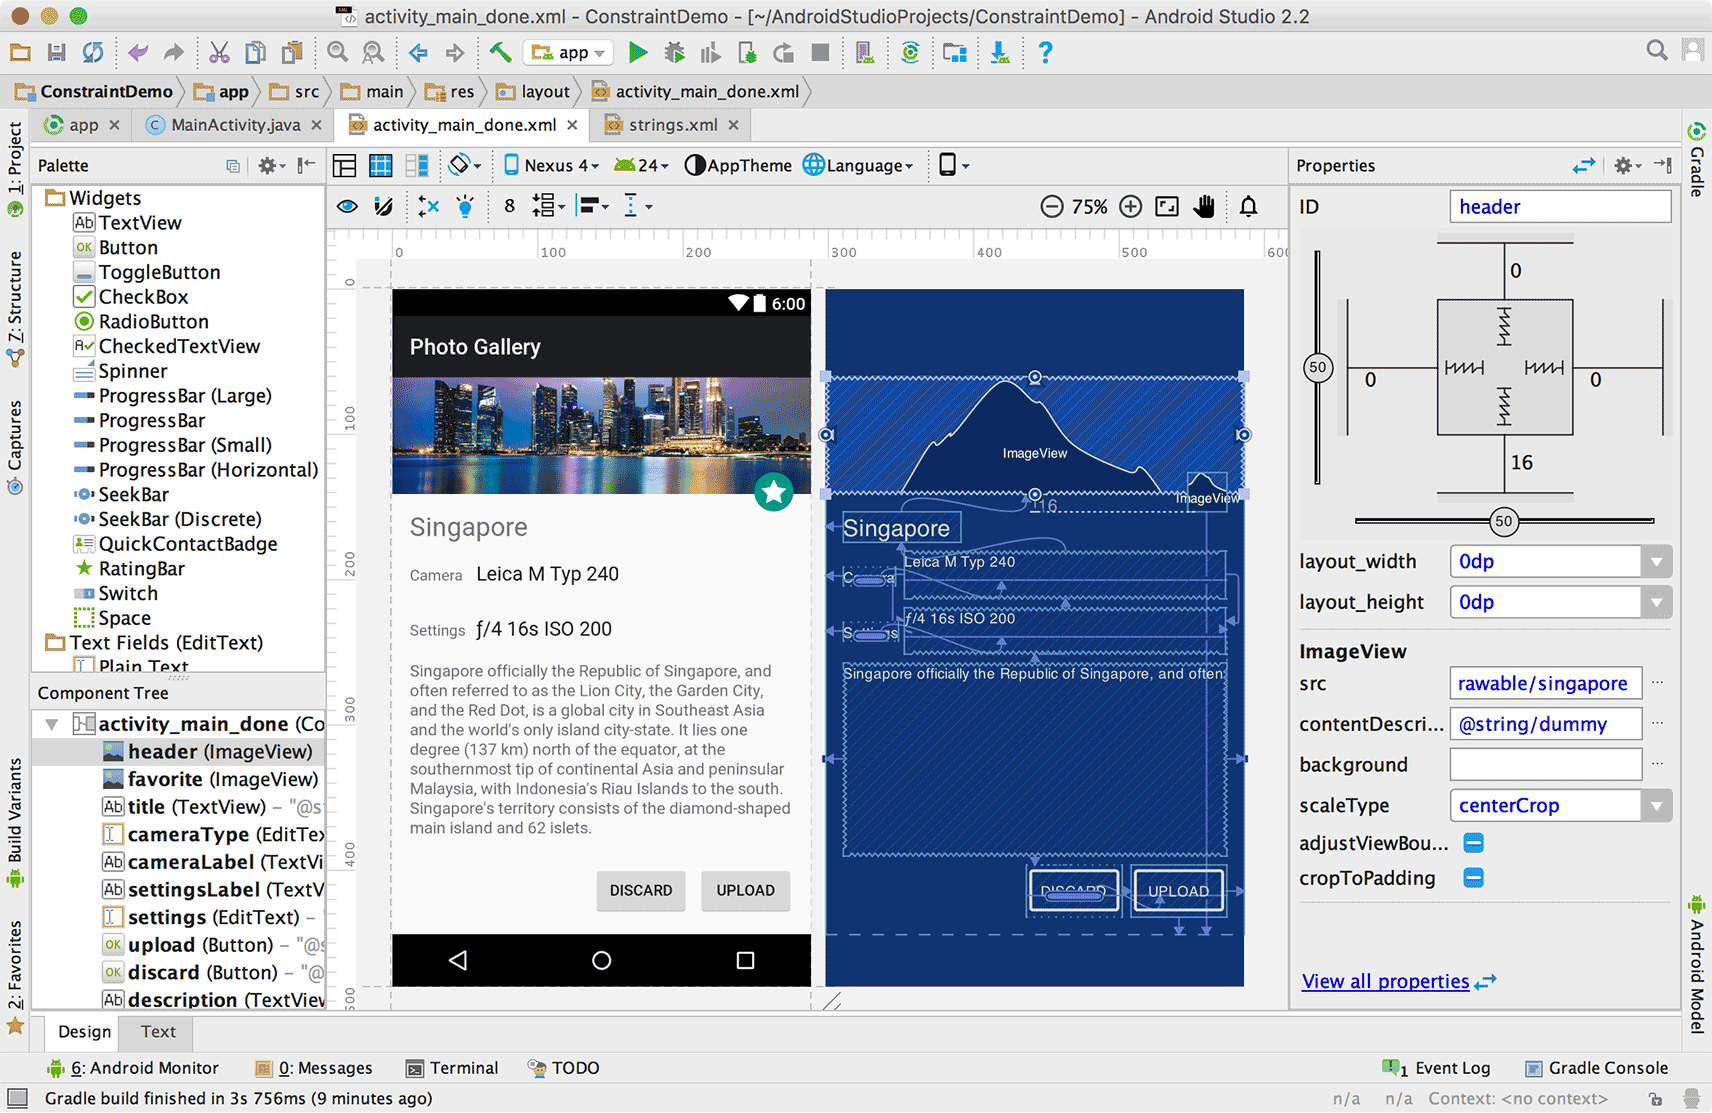 activity_main_done.xml - ConstraintDemo - [~/AndroidStudioProjects/ConstraintDemo] - Android Studio 2.2
app
ConstraintDemo app src main res layout activity_main_done.xml
app MainActivity.java activity_main_done.xml strings.xml
1: Project
Z: Structure
Captures
Build Variants
2: Favorites
Palette
Widgets
Ab TextView
OK Button
ToggleButton
CheckBox
RadioButton
CheckedTextView
Spinner
ProgressBar (Large)
ProgressBar
ProgressBar (Small)
ProgressBar (Horizontal)
SeekBar
SeekBar (Discrete)
QuickContactBadge
RatingBar
Switch
Space
Text Fields (EditText)
Plain Text
Component Tree
activity_main_done (Co
header (ImageView)
favorite (ImageView)
Ab title (TextView) – "@s
cameraType (EditTex
Ab cameraLabel (TextVi
Ab settingsLabel (TextV
settings (EditText) –
OK upload (Button) – "@s
OK discard (Button) – "@
Ab description (TextView
Design Text
Nexus 4 24 AppTheme Language
8 75%
0 100 200 300 400 500 600
0
100
200
300
400
500
6:00
Photo Gallery
Singapore
Camera Leica M Typ 240
Settings ƒ/4 16s ISO 200
Singapore officially the Republic of Singapore, and
often referred to as the Lion City, the Garden City,
and the Red Dot, is a global city in Southeast Asia
and the world's only island city-state. It lies one
degree (137 km) north of the equator, at the
southernmost tip of continental Asia and peninsular
Malaysia, with Indonesia's Riau Islands to the south.
Singapore's territory consists of the diamond-shaped
main island and 62 islets.
DISCARD UPLOAD
ImageView
ImageView
16
Singapore
Leica M Typ 240
Camera
ƒ/4 16s ISO 200
Settings
Singapore officially the Republic of Singapore, and often
DISCARD UPLOAD
Properties
ID header
0
50
0 0
16
50
layout_width 0dp
layout_height 0dp
ImageView
src rawable/singapore ...
contentDescri... @string/dummy ...
background ...
scaleType centerCrop
adjustViewBou...
cropToPadding
View all properties
Gradle
Android Model
6: Android Monitor 0: Messages Terminal TODO 1 Event Log Gradle Console
Gradle build finished in 3s 756ms (9 minutes ago) n/a n/a Context: <no context>